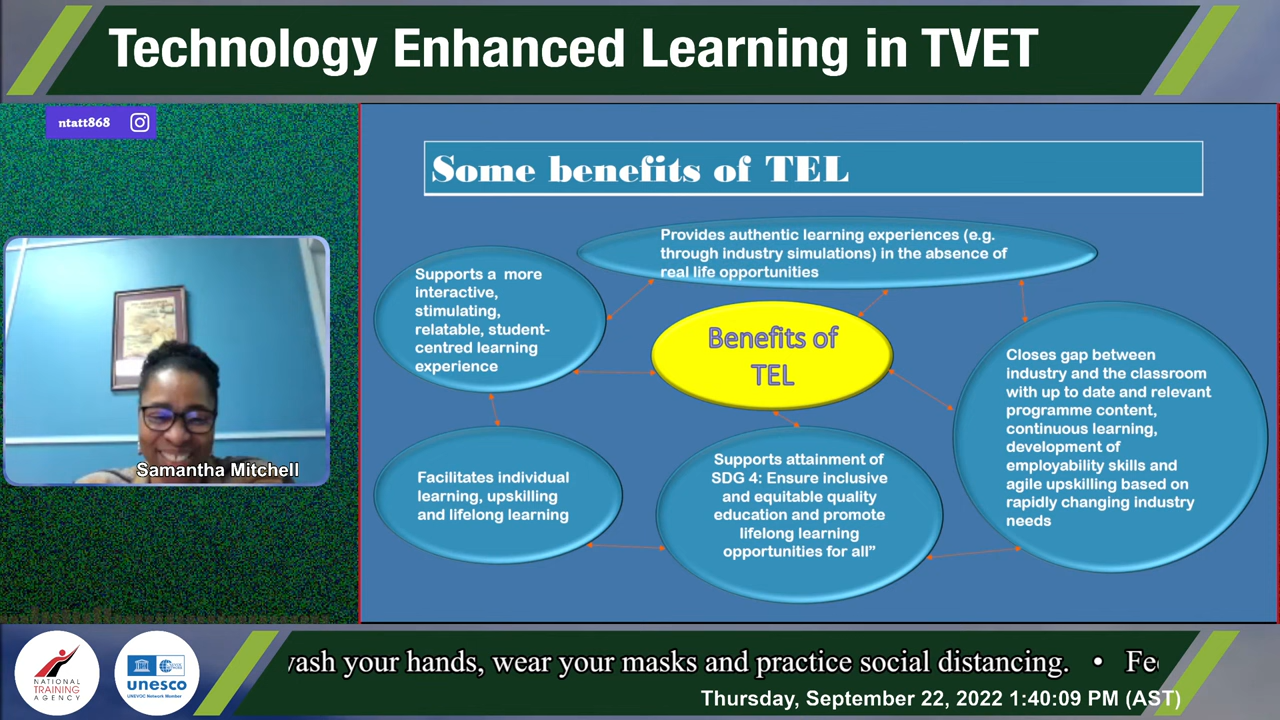 Technology Enhanced Learning in TVET
ntatt868
Some benefits of TEL
Provides authentic learning experiences (e.g.
through industry simulations) in the absence of
real life opportunities
Supports a more
interactive,
stimulating,
relatable, student-
centred learning
experience
Benefits of
TEL
Closes gap between
industry and the classroom
with up to date and relevant
programme content,
continuous learning,
development of
employability skills and
agile upskilling based on
rapidly changing industry
needs
Samantha Mitchell
Facilitates individual
learning, upskilling
and lifelong learning
Supports attainment of
SDG 4: Ensure inclusive
and equitable quality
education and promote
lifelong learning
opportunities for all”
NATIONAL
TRAINING
AGENCY
unesco
UNEVOC Network Member
your hands, wear your masks and practice social distancing. •
Thursday, September 22, 2022 1:40:09 PM (AST)